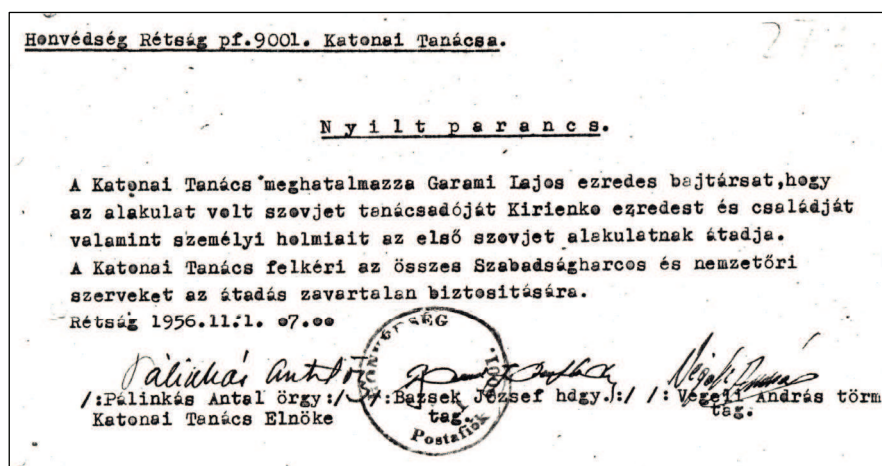 Honvédség Rétság pf.9001. Katonai Tanácsa.
Nyilt parancs.
A Katonai Tanács meghatalmazza Garami Lajos ezredes bajtársat,hogy
az alakulat volt szovjet tanácsadóját Kirienko ezredest és családját
valamint személyi holmiait az első szovjet alakulatnak átadja.
A Katonai Tanács felkéri az összes Szabadságharcos és nemzetőri
szerveket az átadás zavartalan biztositására.
Rétság 1956.11.1. 07.00
HONVÉDSÉG
Pálinkás Antal
/:Pálinkás Antal örgy:/ /:Bazsek József hdgy.:/ /:Végeli András törm
Katonai Tanács Elnöke tag. tag.
Postafiók